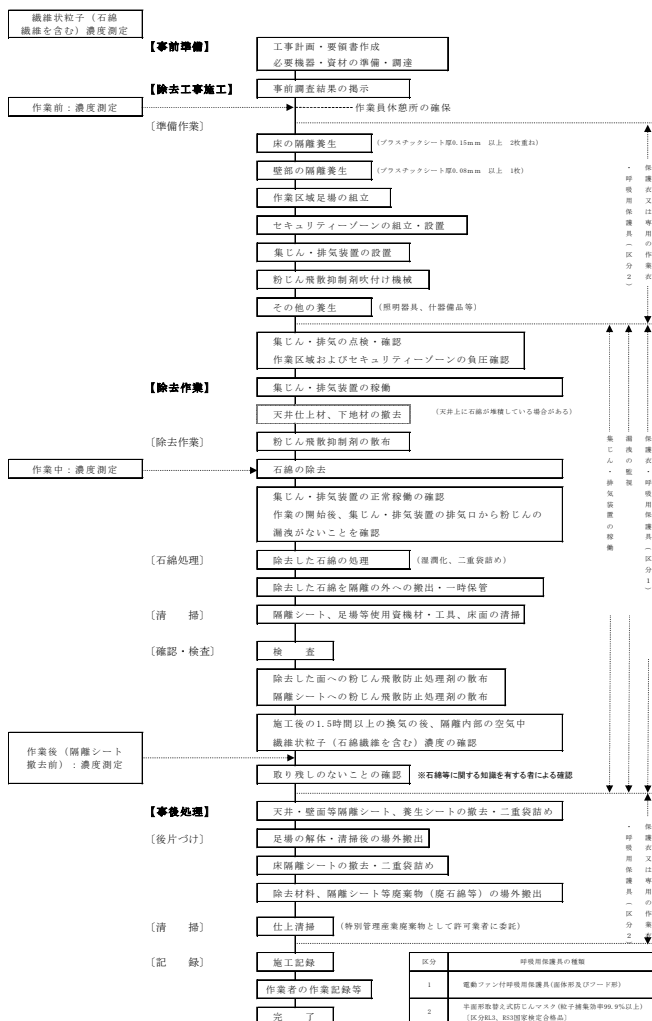 繊維状粒子（石綿
繊維を含む）濃度測定
【事前準備】
工事計画・要領書作成
必要機器・資材の準備・調達
【除去工事施工】
事前調査結果の掲示
作業前：濃度測定
作業員休憩所の確保
〔準備作業〕
床の隔離養生 (プラスチックシート厚0.15mm 以上 2枚重ね)
壁部の隔離養生 (プラスチックシート厚0.08mm 以上 1枚)
作業区域足場の組立
セキュリティーゾーンの組立・設置
集じん・排気装置の設置
粉じん飛散抑制剤吹付け機械
その他の養生 (照明器具、什器備品等)
保護衣又は専用の作業衣
・呼吸用保護具（区分2）
集じん・排気の点検・確認
作業区域およびセキュリティーゾーンの負圧確認
【除去作業】
集じん・排気装置の稼働
天井仕上材、下地材の撤去 (天井上に石綿が堆積している場合がある)
〔除去作業〕
粉じん飛散抑制剤の散布
作業中：濃度測定
石綿の除去
集じん・排気装置の正常稼働の確認
作業の開始後、集じん・排気装置の排気口から粉じんの
漏洩がないことを確認
〔石綿処理〕
除去した石綿の処理 (湿潤化、二重袋詰め)
除去した石綿を隔離の外への搬出・一時保管
〔清　掃〕
隔離シート、足場等使用資機材・工具、床面の清掃
〔確認・検査〕
検　査
除去した面への粉じん飛散防止処理剤の散布
隔離シートへの粉じん飛散防止処理剤の散布
施工後の1.5時間以上の換気の後、隔離内部の空気中
繊維状粒子（石綿繊維を含む）濃度の確認
作業後（隔離シート
撤去前）：濃度測定
取り残しのないことの確認 ※石綿等に関する知識を有する者による確認
保護衣・呼吸用保護具（区分1）
漏洩の監視
集じん・排気装置の稼働
【事後処理】
天井・壁面等隔離シート、養生シートの撤去・二重袋詰め
〔後片づけ〕
足場の解体・清掃後の場外搬出
床隔離シートの撤去・二重袋詰め
除去材料、隔離シート等廃棄物（廃石綿等）の場外搬出
〔清　掃〕
仕上清掃 (特別管理産業廃棄物として許可業者に委託)
保護衣又は専用の作業衣
・呼吸用保護具（区分2）
〔記　録〕
施工記録
作業者の作業記録等
完　了
区分 呼吸用保護具の種類
1 電動ファン付呼吸用保護具(面体形及びフード形)
2 半面形取替え式防じんマスク(粒子捕集効率99.9%以上)
〔区分RL3、RS3国家検定合格品〕